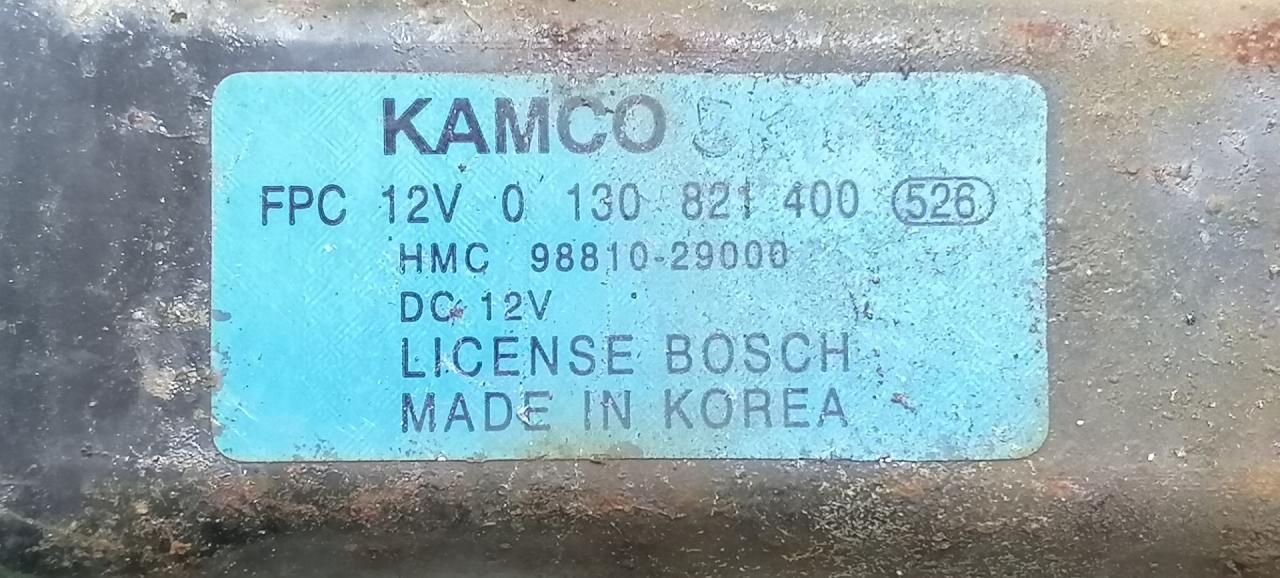 KAMCO
FPC 12V 0 130 821 400 526
HMC 98810-29000
DC 12V
LICENSE BOSCH
MADE IN KOREA